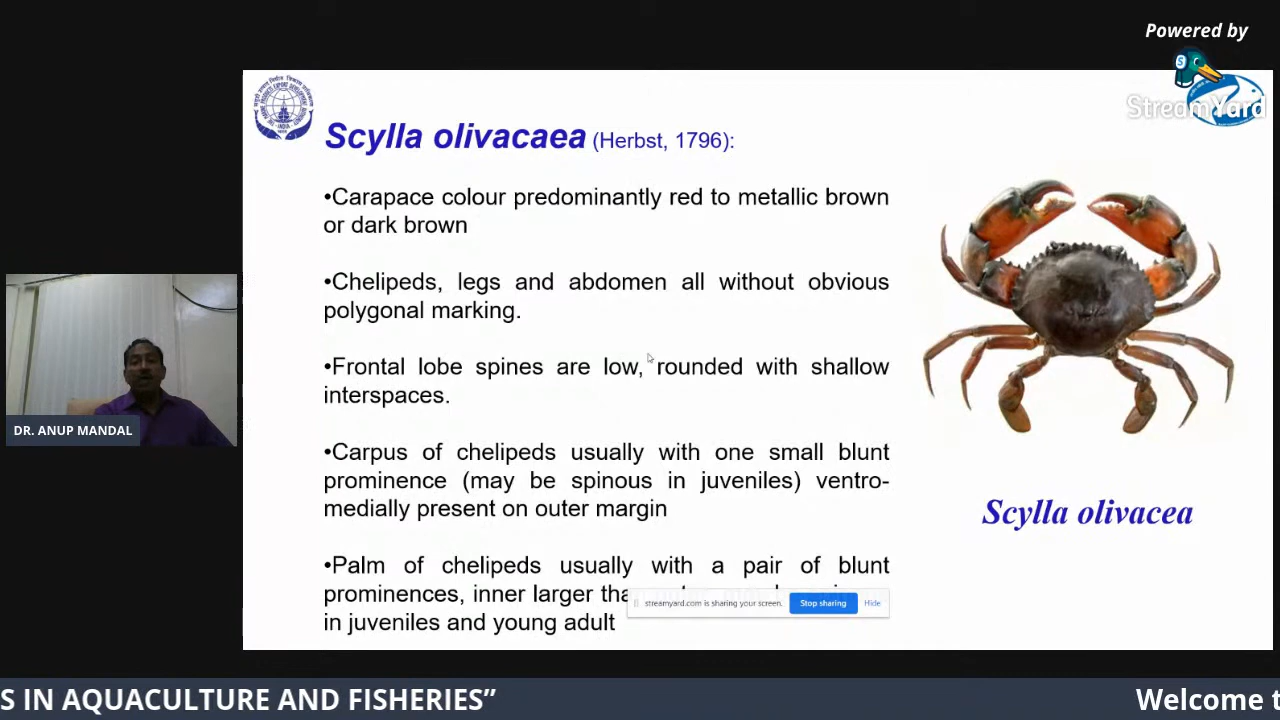 Powered by
StreamYard
Scylla olivacaea (Herbst, 1796):
•Carapace colour predominantly red to metallic brown
or dark brown
•Chelipeds, legs and abdomen all without obvious
polygonal marking.
•Frontal lobe spines are low, rounded with shallow
interspaces.
•Carpus of chelipeds usually with one small blunt
prominence (may be spinous in juveniles) ventro-
medially present on outer margin
•Palm of chelipeds usually with a pair of blunt
prominences, inner larger
in juveniles and young adult
streamyard.com is sharing your screen.
Stop sharing
Hide
Scylla olivacea
DR. ANUP MANDAL
S IN AQUACULTURE AND FISHERIES”
Welcome t